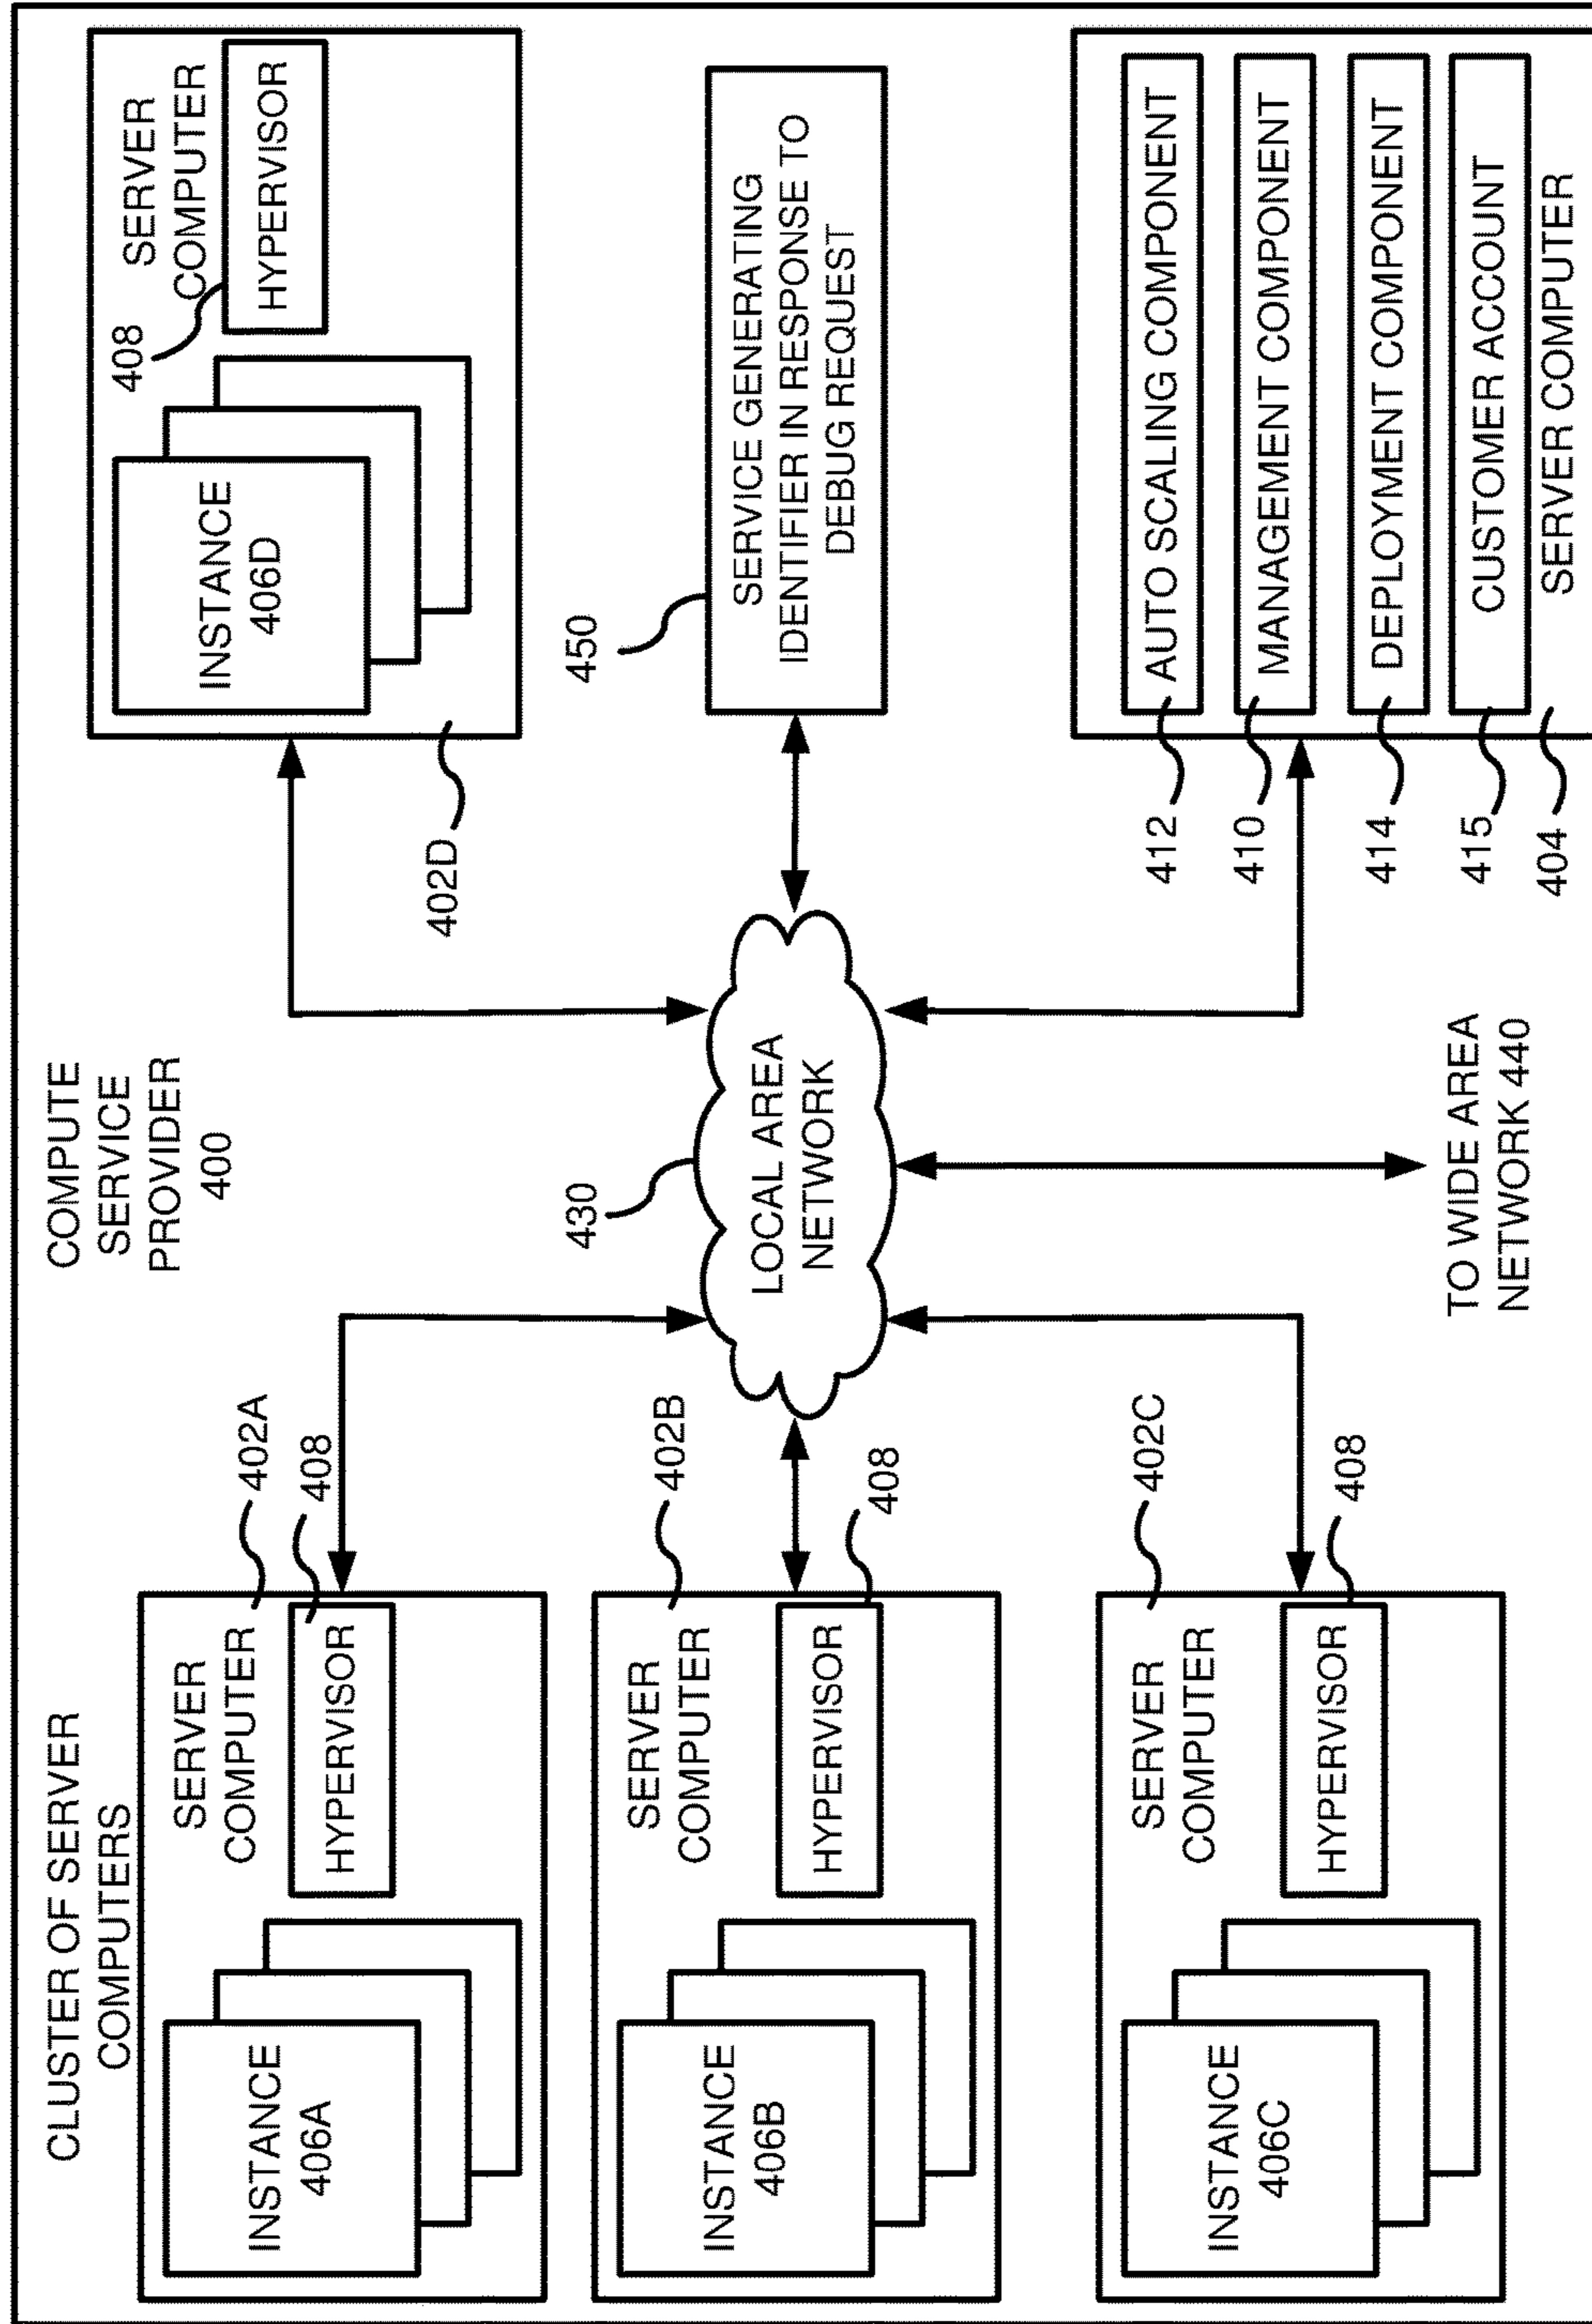 CLUSTER OF SERVER
COMPUTERS
COMPUTE
SERVICE
PROVIDER
400
SERVER
COMPUTER
402A
HYPERVISOR
408
INSTANCE
406A
SERVER
COMPUTER
402B
HYPERVISOR
408
INSTANCE
406B
SERVER
COMPUTER
402C
HYPERVISOR
408
INSTANCE
406C
430
LOCAL AREA
NETWORK
TO WIDE AREA
NETWORK 440
408
SERVER
COMPUTER
HYPERVISOR
INSTANCE
406D
402D
450
SERVICE GENERATING
IDENTIFIER IN RESPONSE TO
DEBUG REQUEST
412
AUTO SCALING COMPONENT
410
MANAGEMENT COMPONENT
414
DEPLOYMENT COMPONENT
415
CUSTOMER ACCOUNT
404
SERVER COMPUTER